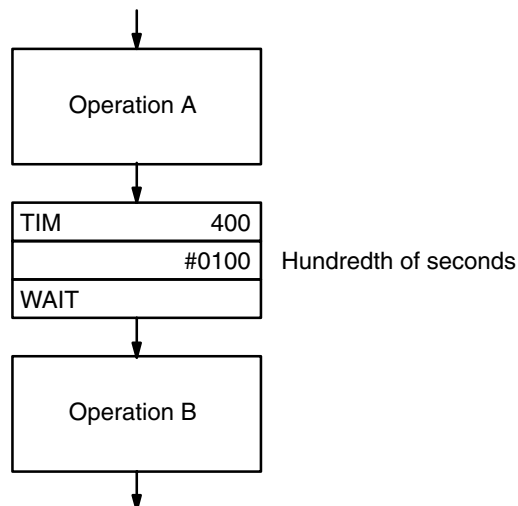 Operation A
TIM 400
#0100 Hundredth of seconds
WAIT
Operation B